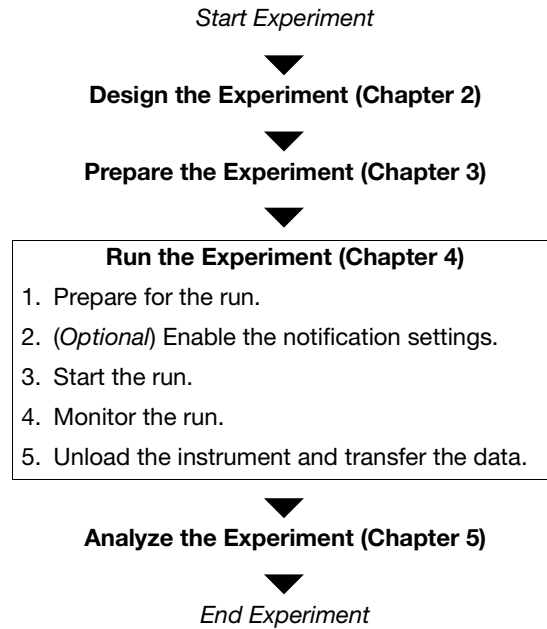 Start Experiment
Design the Experiment (Chapter 2)
Prepare the Experiment (Chapter 3)
Run the Experiment (Chapter 4)
1. Prepare for the run.
2. (Optional) Enable the notification settings.
3. Start the run.
4. Monitor the run.
5. Unload the instrument and transfer the data.
Analyze the Experiment (Chapter 5)
End Experiment